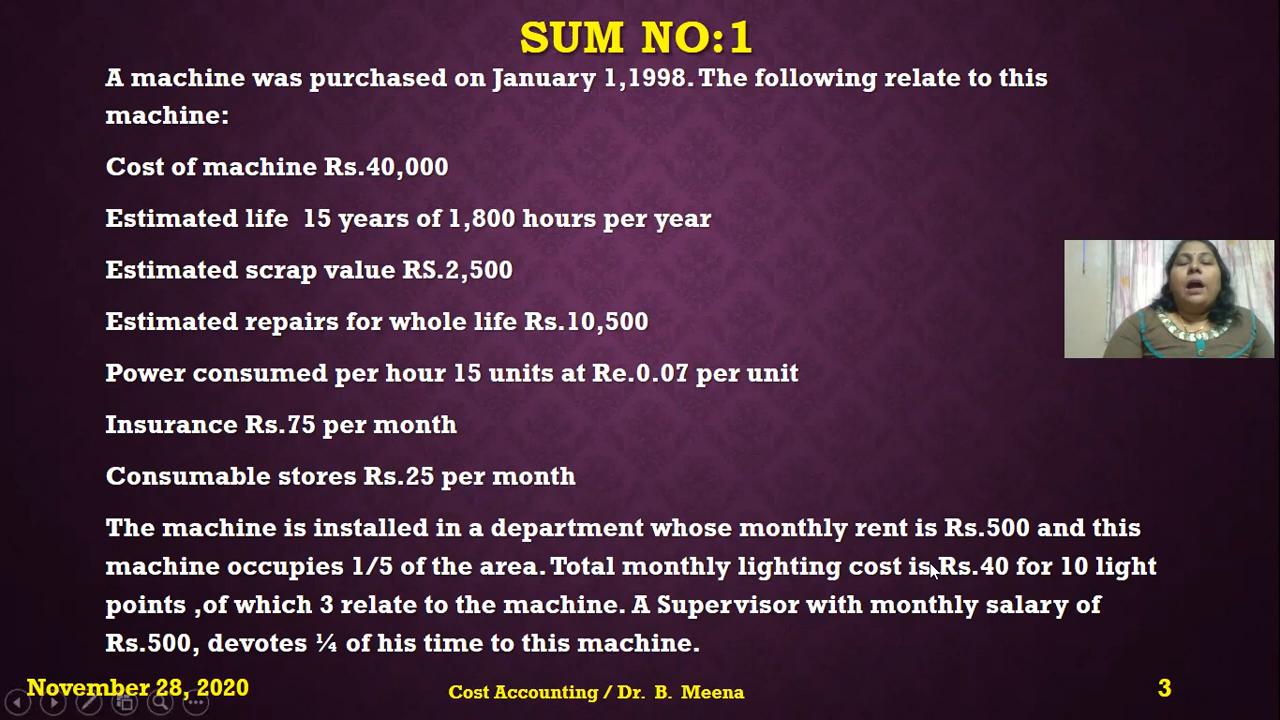 SUM NO:1
A machine was purchased on January 1,1998. The following relate to this
machine:
Cost of machine Rs.40,000
Estimated life 15 years of 1,800 hours per year
Estimated scrap value RS.2,500
Estimated repairs for whole life Rs.10,500
Power consumed per hour 15 units at Re.0.07 per unit
Insurance Rs.75 per month
Consumable stores Rs.25 per month
The machine is installed in a department whose monthly rent is Rs.500 and this
machine occupies 1/5 of the area. Total monthly lighting cost is Rs.40 for 10 light
points ,of which 3 relate to the machine. A Supervisor with monthly salary of
Rs.500, devotes ¼ of his time to this machine.
November 28, 2020
Cost Accounting / Dr. B. Meena
3